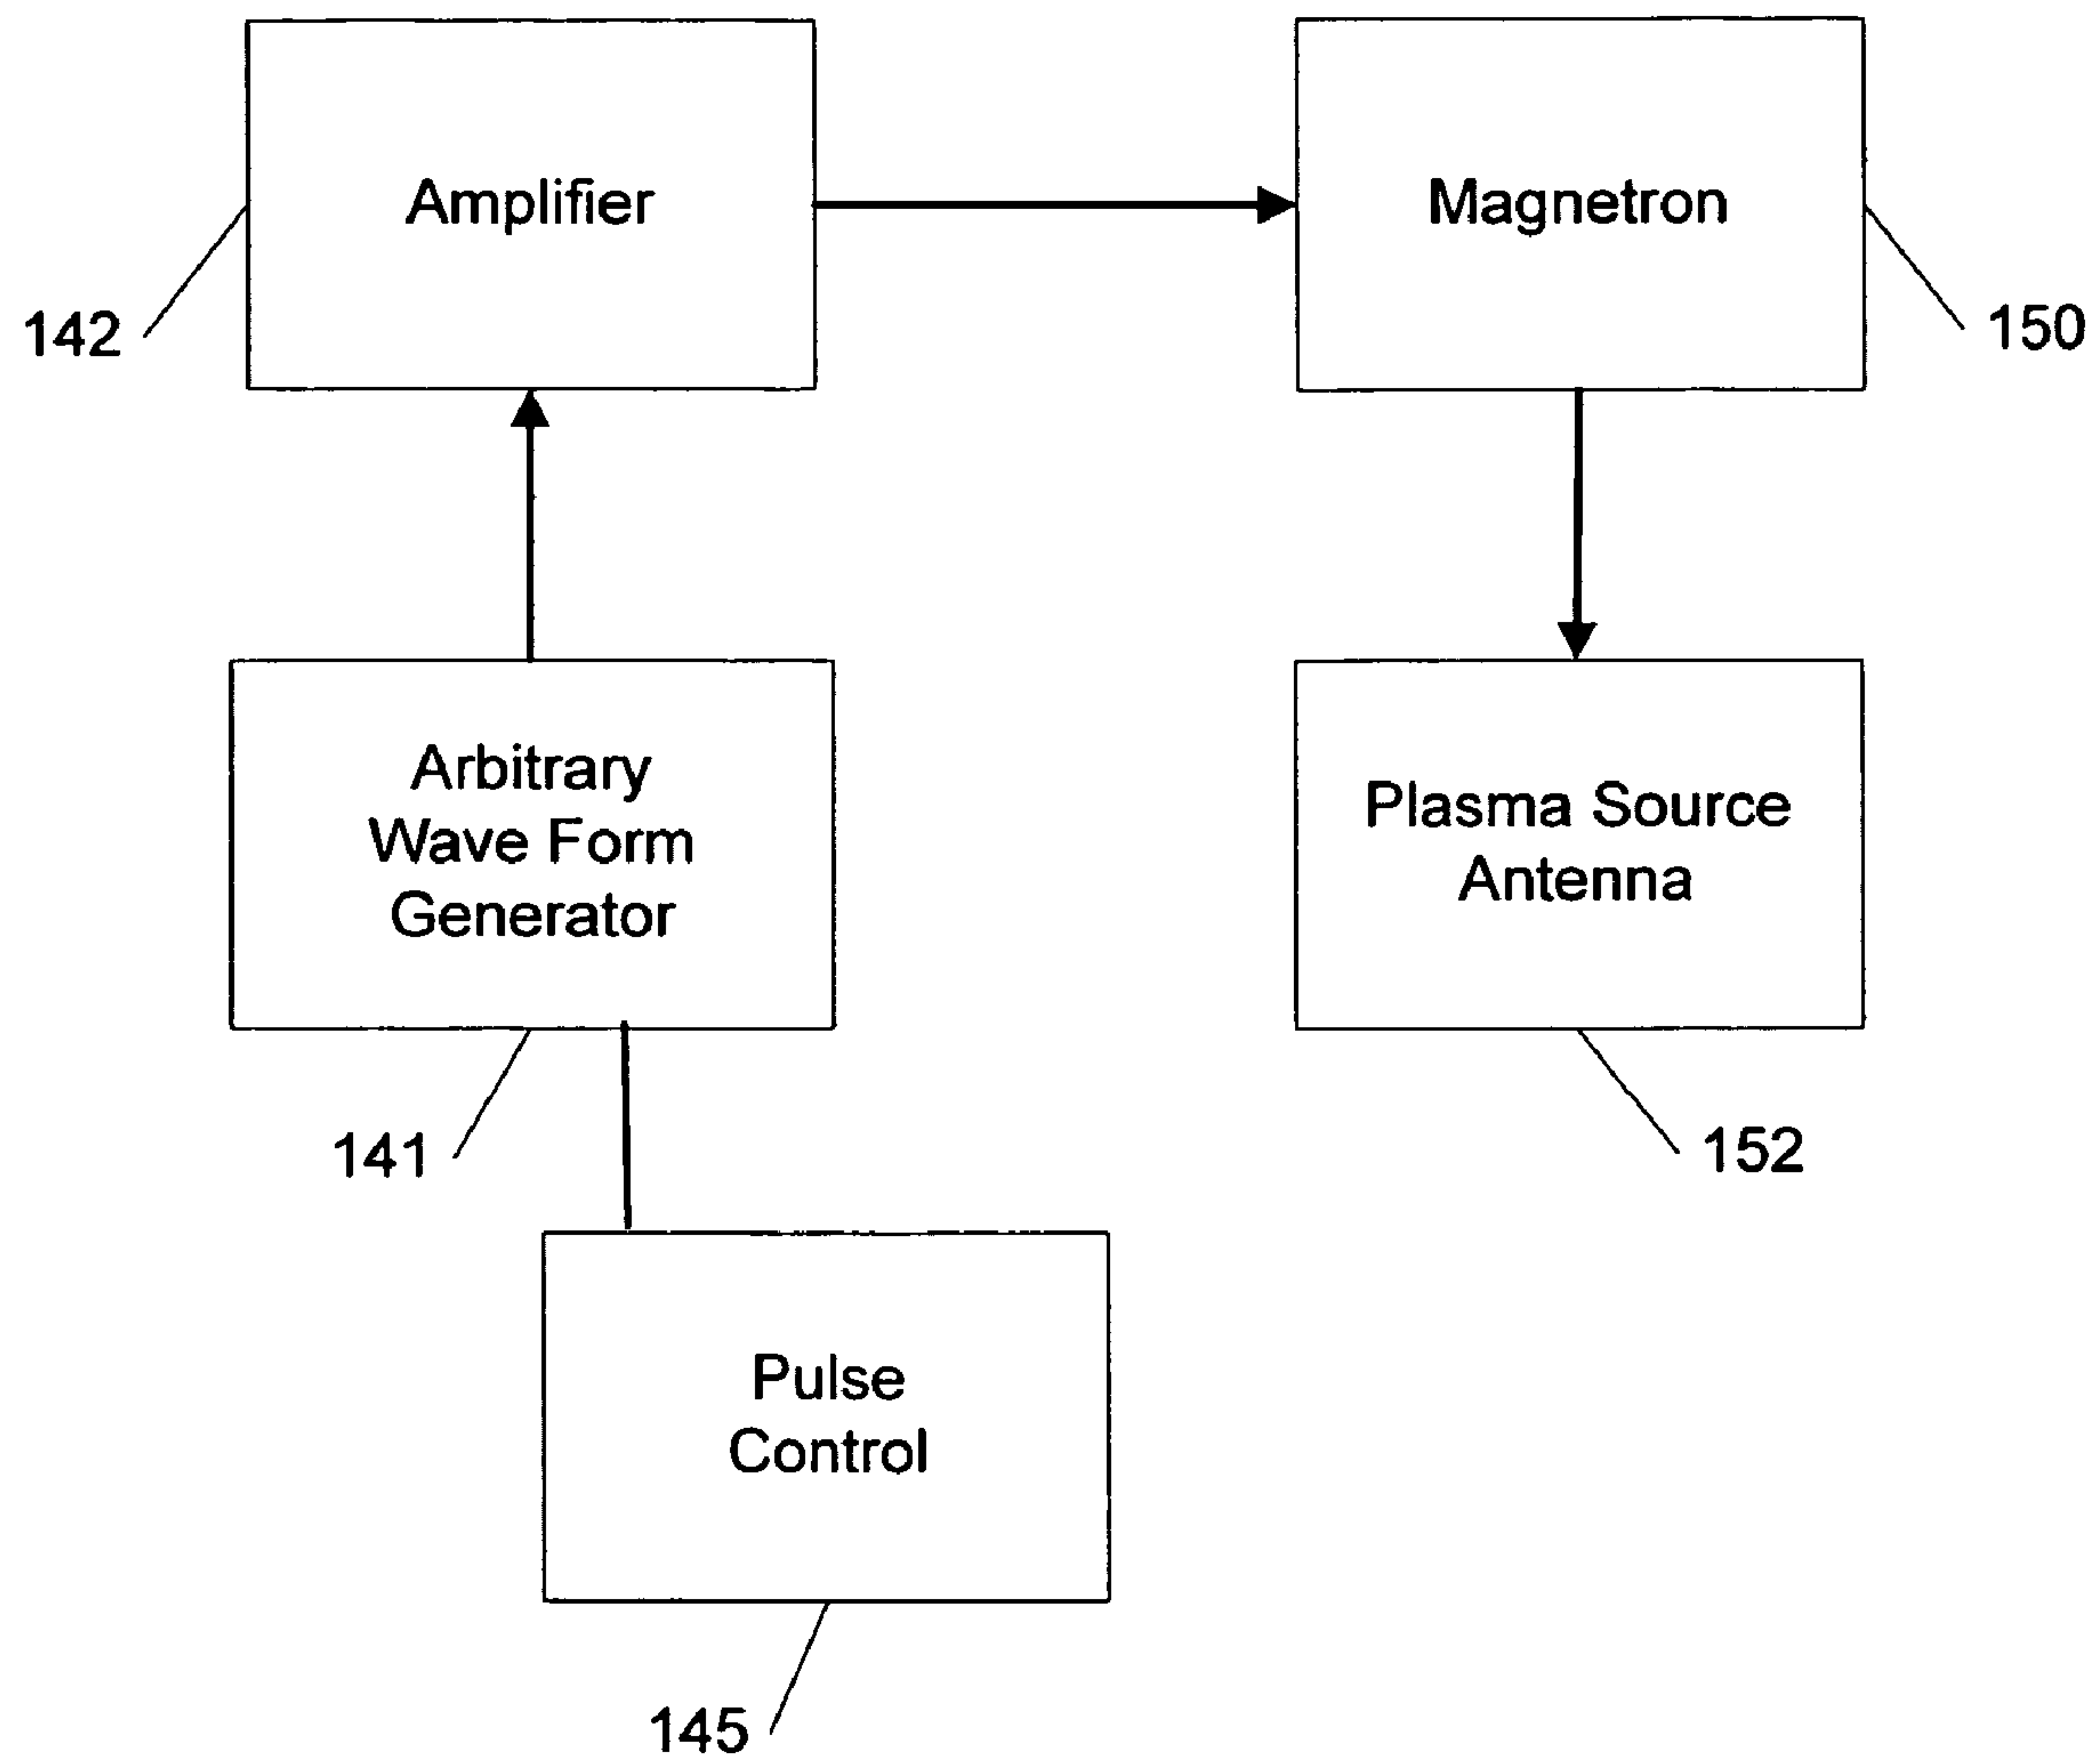 Amplifier
Magnetron
142
150
Arbitrary
Wave Form
Generator
Plasma Source
Antenna
141
152
Pulse
Control
145